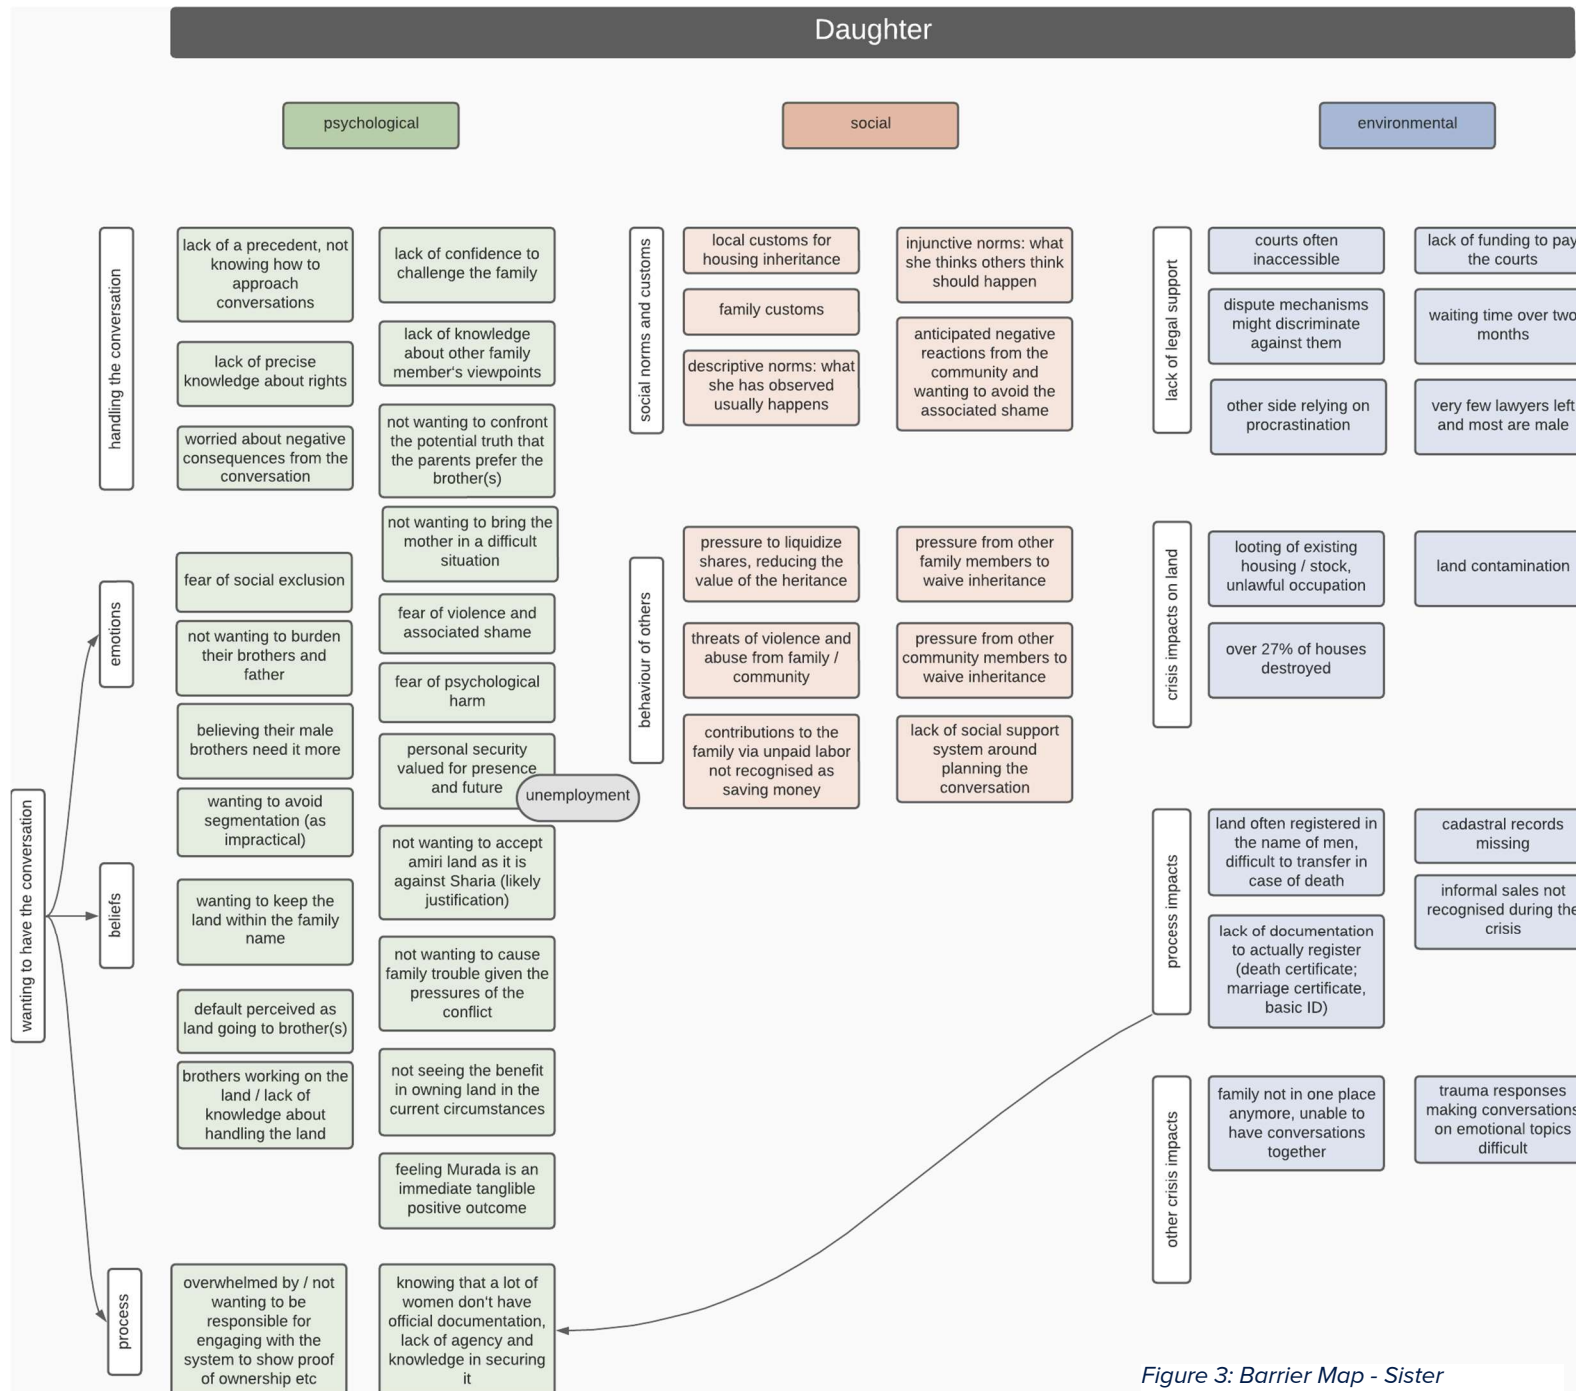 Daughter
psychological
social
environmental
handling the conversation
lack of a precedent, not
knowing how to
approach
conversations
lack of precise
knowledge about rights
worried about negative
consequences from the
conversation
lack of confidence to
challenge the family
lack of knowledge
about other family
member's viewpoints
not wanting to confront
the potential truth that
the parents prefer the
brother(s)
not wanting to bring the
mother in a difficult
situation
wanting to have the conversation
emotions
fear of social exclusion
not wanting to burden
their brothers and
father
fear of violence and
associated shame
fear of psychological
harm
beliefs
believing their male
brothers need it more
wanting to avoid
segmentation (as
impractical)
wanting to keep the
land within the family
name
default perceived as
land going to brother(s)
brothers working on the
land / lack of
knowledge about
handling the land
personal security
valued for presence
and future
unemployment
not wanting to accept
amiri land as it is
against Sharia (likely
justification)
not wanting to cause
family trouble given the
pressures of the
conflict
not seeing the benefit
in owning land in the
current circumstances
feeling Murada is an
immediate tangible
positive outcome
process
overwhelmed by / not
wanting to be
responsible for
engaging with the
system to show proof
of ownership etc
knowing that a lot of
women don't have
official documentation,
lack of agency and
knowledge in securing
it
social norms and customs
local customs for
housing inheritance
family customs
descriptive norms: what
she has observed
usually happens
injunctive norms: what
she thinks others think
should happen
anticipated negative
reactions from the
community and
wanting to avoid the
associated shame
behaviour of others
pressure to liquidize
shares, reducing the
value of the heritance
threats of violence and
abuse from family /
community
contributions to the
family via unpaid labor
not recognised as
saving money
pressure from other
family members to
waive inheritance
pressure from other
community members to
waive inheritance
lack of social support
system around
planning the
conversation
lack of legal support
courts often
inaccessible
dispute mechanisms
might discriminate
against them
other side relying on
procrastination
lack of funding to pay
the courts
waiting time over two
months
very few lawyers left
and most are male
crisis impacts on land
looting of existing
housing / stock,
unlawful occupation
over 27% of houses
destroyed
land contamination
process impacts
land often registered in
the name of men,
difficult to transfer in
case of death
lack of documentation
to actually register
(death certificate;
marriage certificate,
basic ID)
cadastral records
missing
informal sales not
recognised during the
crisis
other crisis impacts
family not in one place
anymore, unable to
have conversations
together
trauma responses
making conversations
on emotional topics
difficult
Figure 3: Barrier Map - Sister